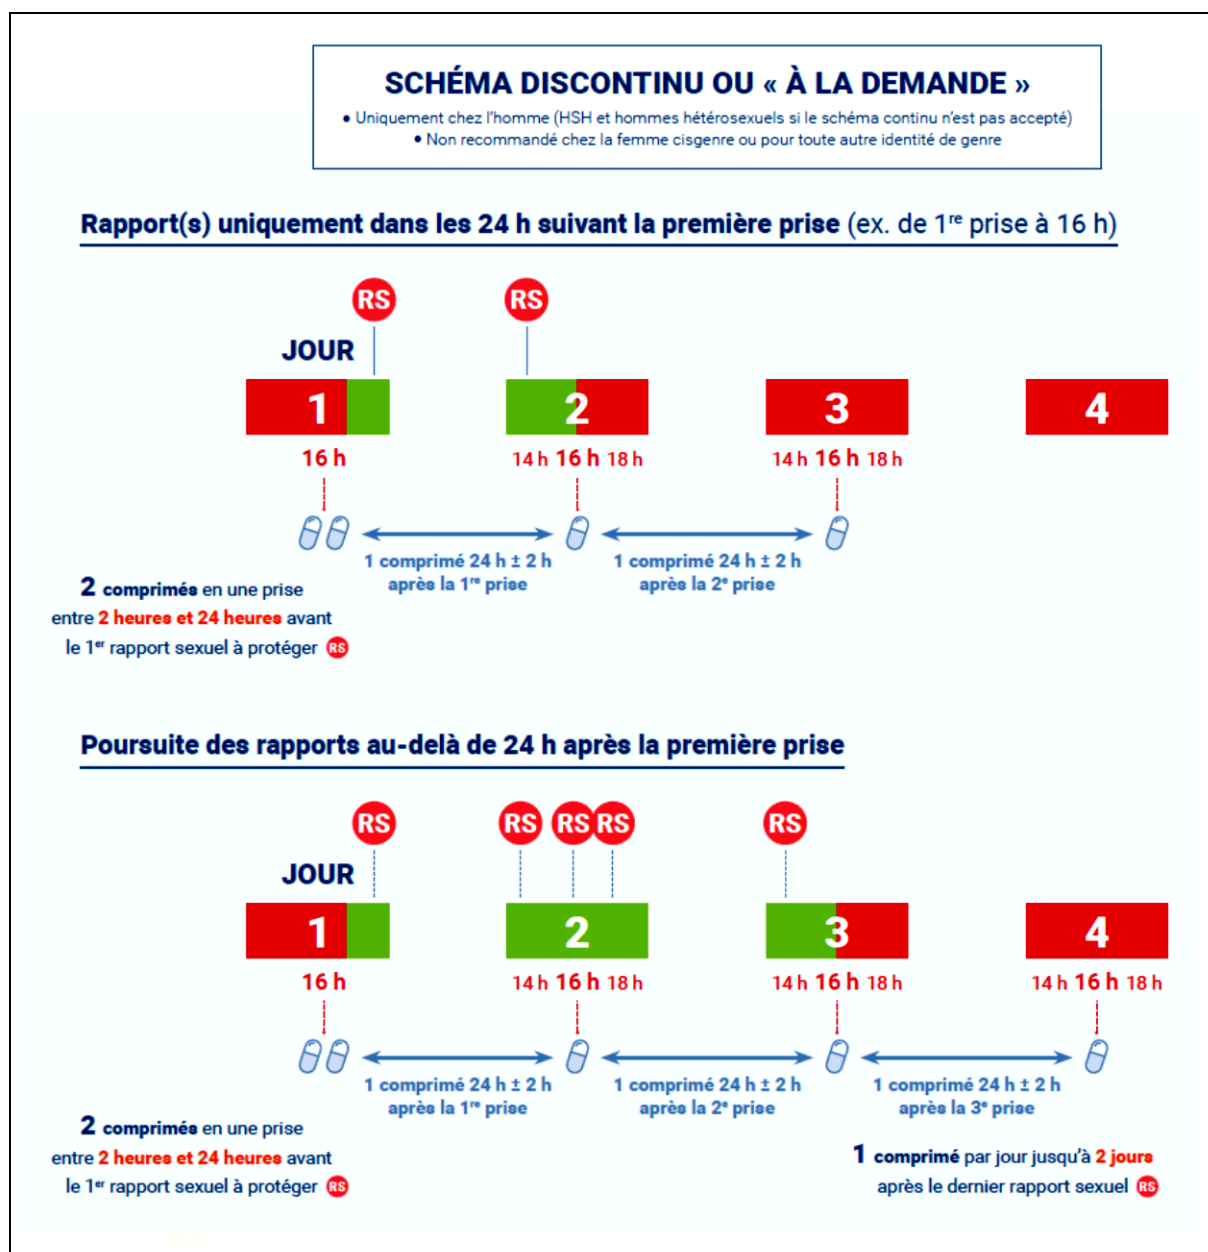 SCHÉMA DISCONTINU OU « À LA DEMANDE »
• Uniquement chez l'homme (HSH et hommes hétérosexuels si le schéma continu n'est pas accepté)
• Non recommandé chez la femme cisgenre ou pour toute autre identité de genre
Rapport(s) uniquement dans les 24 h suivant la première prise (ex. de 1re prise à 16 h)
RS RS
JOUR
1 2 3 4
16 h 14 h 16 h 18 h 14 h 16 h 18 h
1 comprimé 24 h ± 2 h 1 comprimé 24 h ± 2 h
après la 1re prise après la 2e prise
2 comprimés en une prise
entre 2 heures et 24 heures avant
le 1er rapport sexuel à protéger RS
Poursuite des rapports au-delà de 24 h après la première prise
RS RS RS RS RS
JOUR
1 2 3 4
16 h 14 h 16 h 18 h 14 h 16 h 18 h 14 h 16 h 18 h
1 comprimé 24 h ± 2 h 1 comprimé 24 h ± 2 h 1 comprimé 24 h ± 2 h
après la 1re prise après la 2e prise après la 3e prise
2 comprimés en une prise
entre 2 heures et 24 heures avant
le 1er rapport sexuel à protéger RS
1 comprimé par jour jusqu'à 2 jours
après le dernier rapport sexuel RS